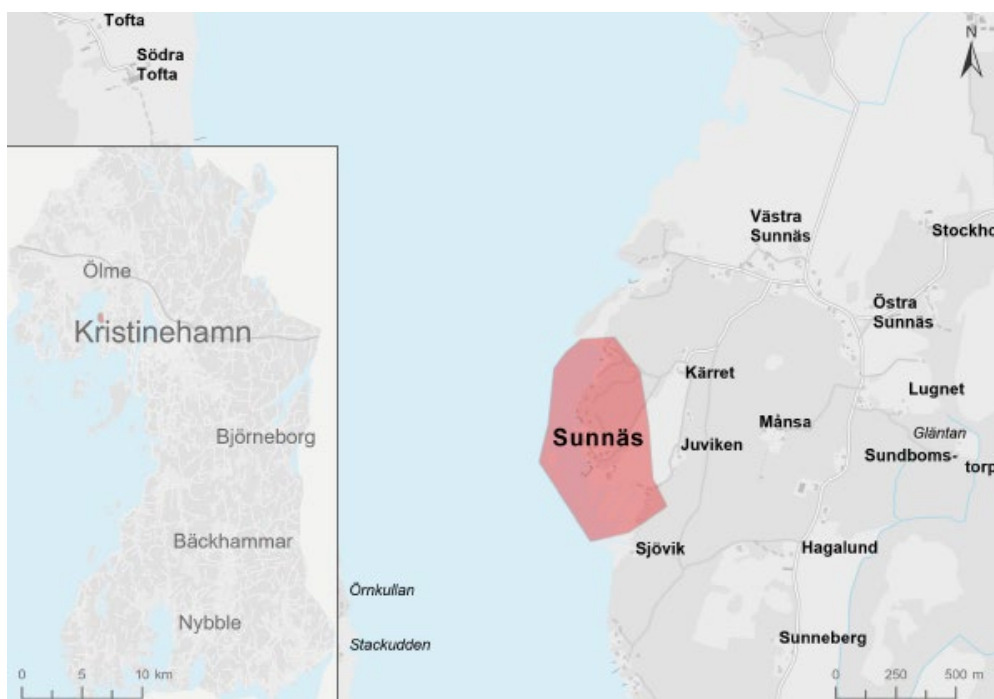 Tofta
Södra
Tofta
N
Västra
Sunnäs
Stockho
Östra
Sunnäs
Kärret
Lugnet
Månsa
Gläntan
Sunnäs
Juviken
Sundboms-
torp
Sjövik
Hagalund
Sunneberg
Örnkullan
Stackudden
0 250 500 m
Ölme
Kristinehamn
Björneborg
Bäckhammar
Nybble
0 5 10 km